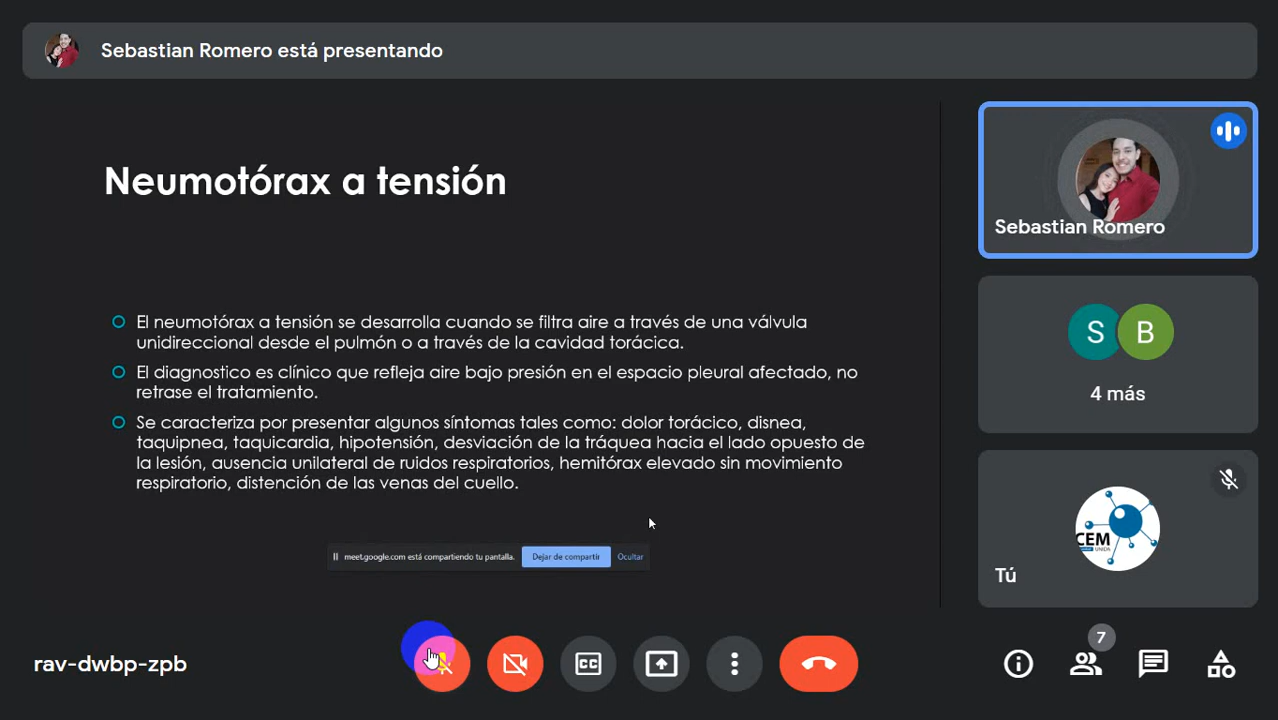 Sebastian Romero está presentando
Neumotórax a tensión
El neumotórax a tensión se desarrolla cuando se filtra aire a través de una válvula
unidireccional desde el pulmón o a través de la cavidad torácica.
El diagnostico es clínico que refleja aire bajo presión en el espacio pleural afectado, no
retrase el tratamiento.
Se caracteriza por presentar algunos síntomas tales como: dolor torácico, disnea,
taquipnea, taquicardia, hipotensión, desviación de la tráquea hacia el lado opuesto de
la lesión, ausencia unilateral de ruidos respiratorios, hemitórax elevado sin movimiento
respiratorio, distención de las venas del cuello.
meet.google.com está compartiendo tu pantalla.
Dejar de compartir
Ocultar
Sebastian Romero
S B
4 más
CEM
UNIÓN
Tú
rav-dwbp-zpb
CC
7